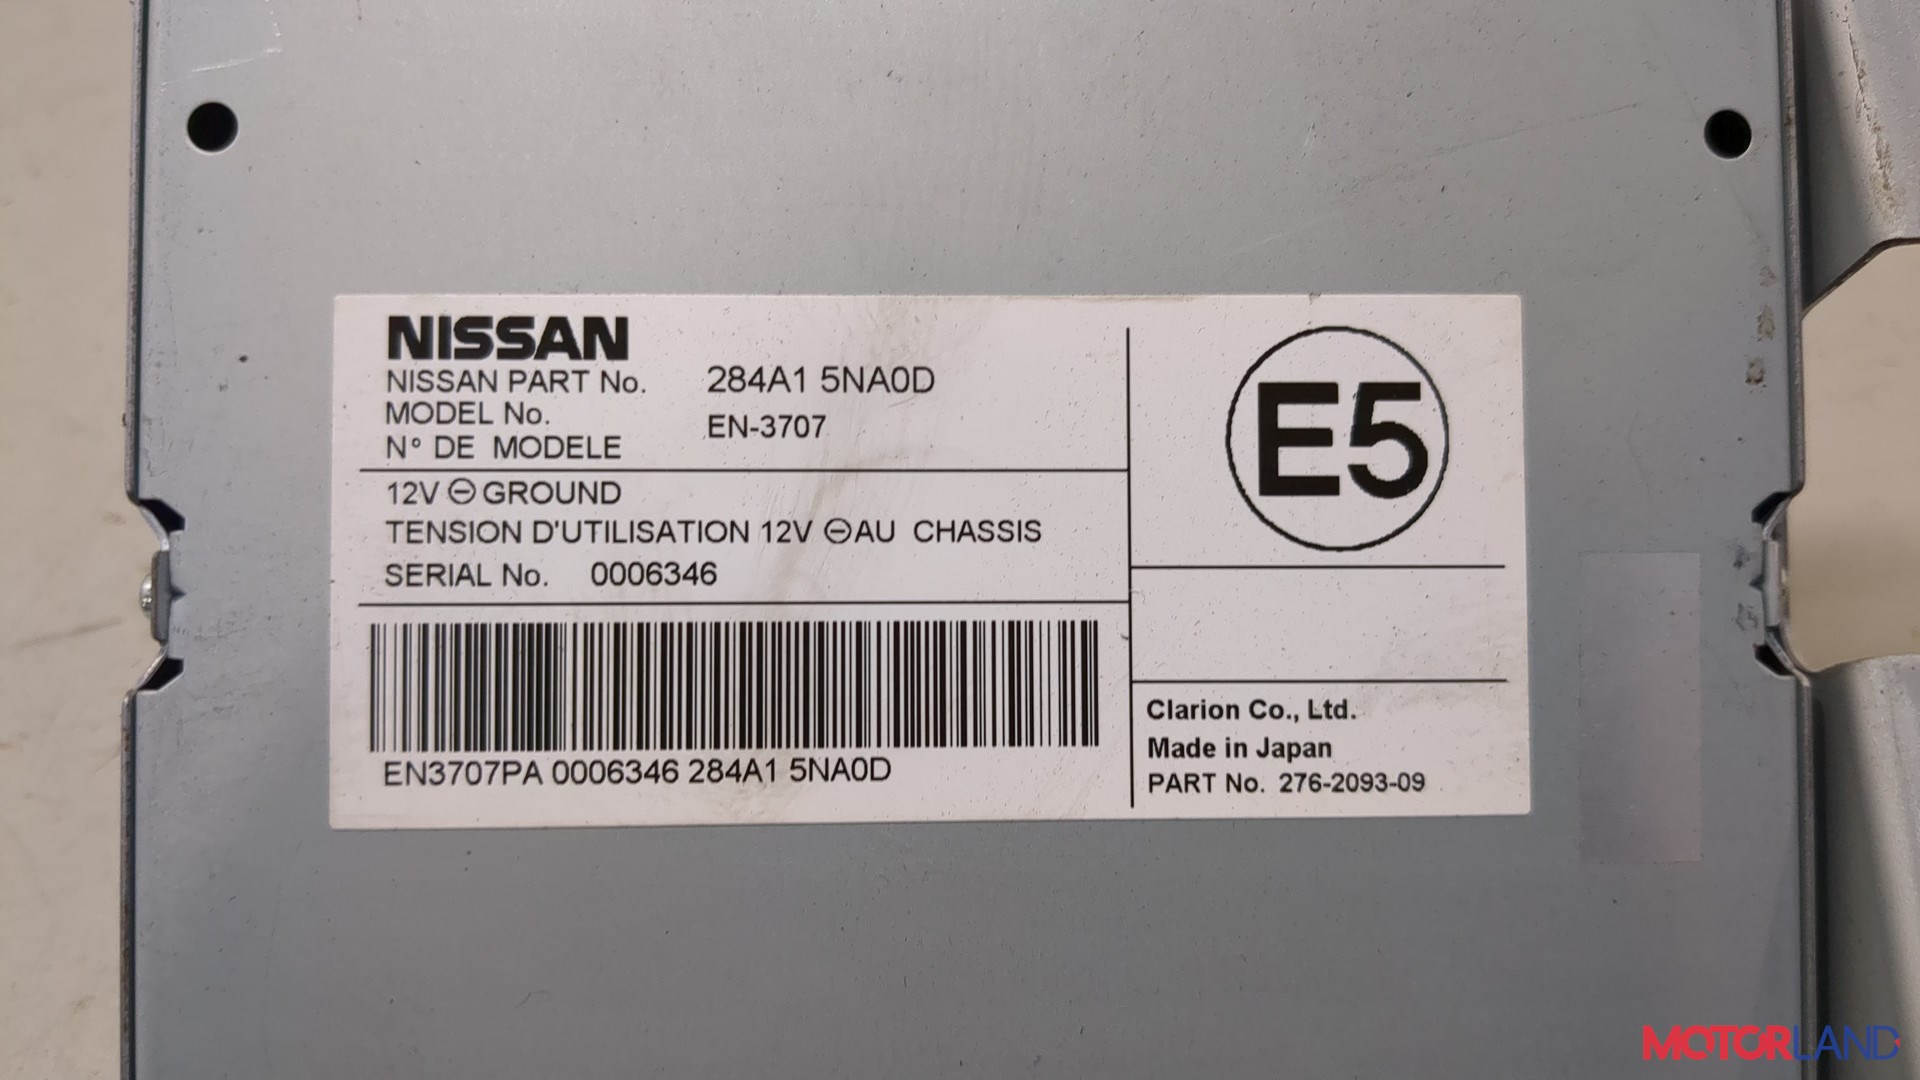 NISSAN
NISSAN PART No. 284A1 5NA0D
MODEL No.
N° DE MODELE EN-3707
12V ⊖ GROUND
TENSION D'UTILISATION 12V ⊖ AU CHASSIS
SERIAL No. 0006346
EN3707PA 0006346 284A1 5NA0D
E5
Clarion Co., Ltd.
Made in Japan
PART No. 276-2093-09
MOTORLAND